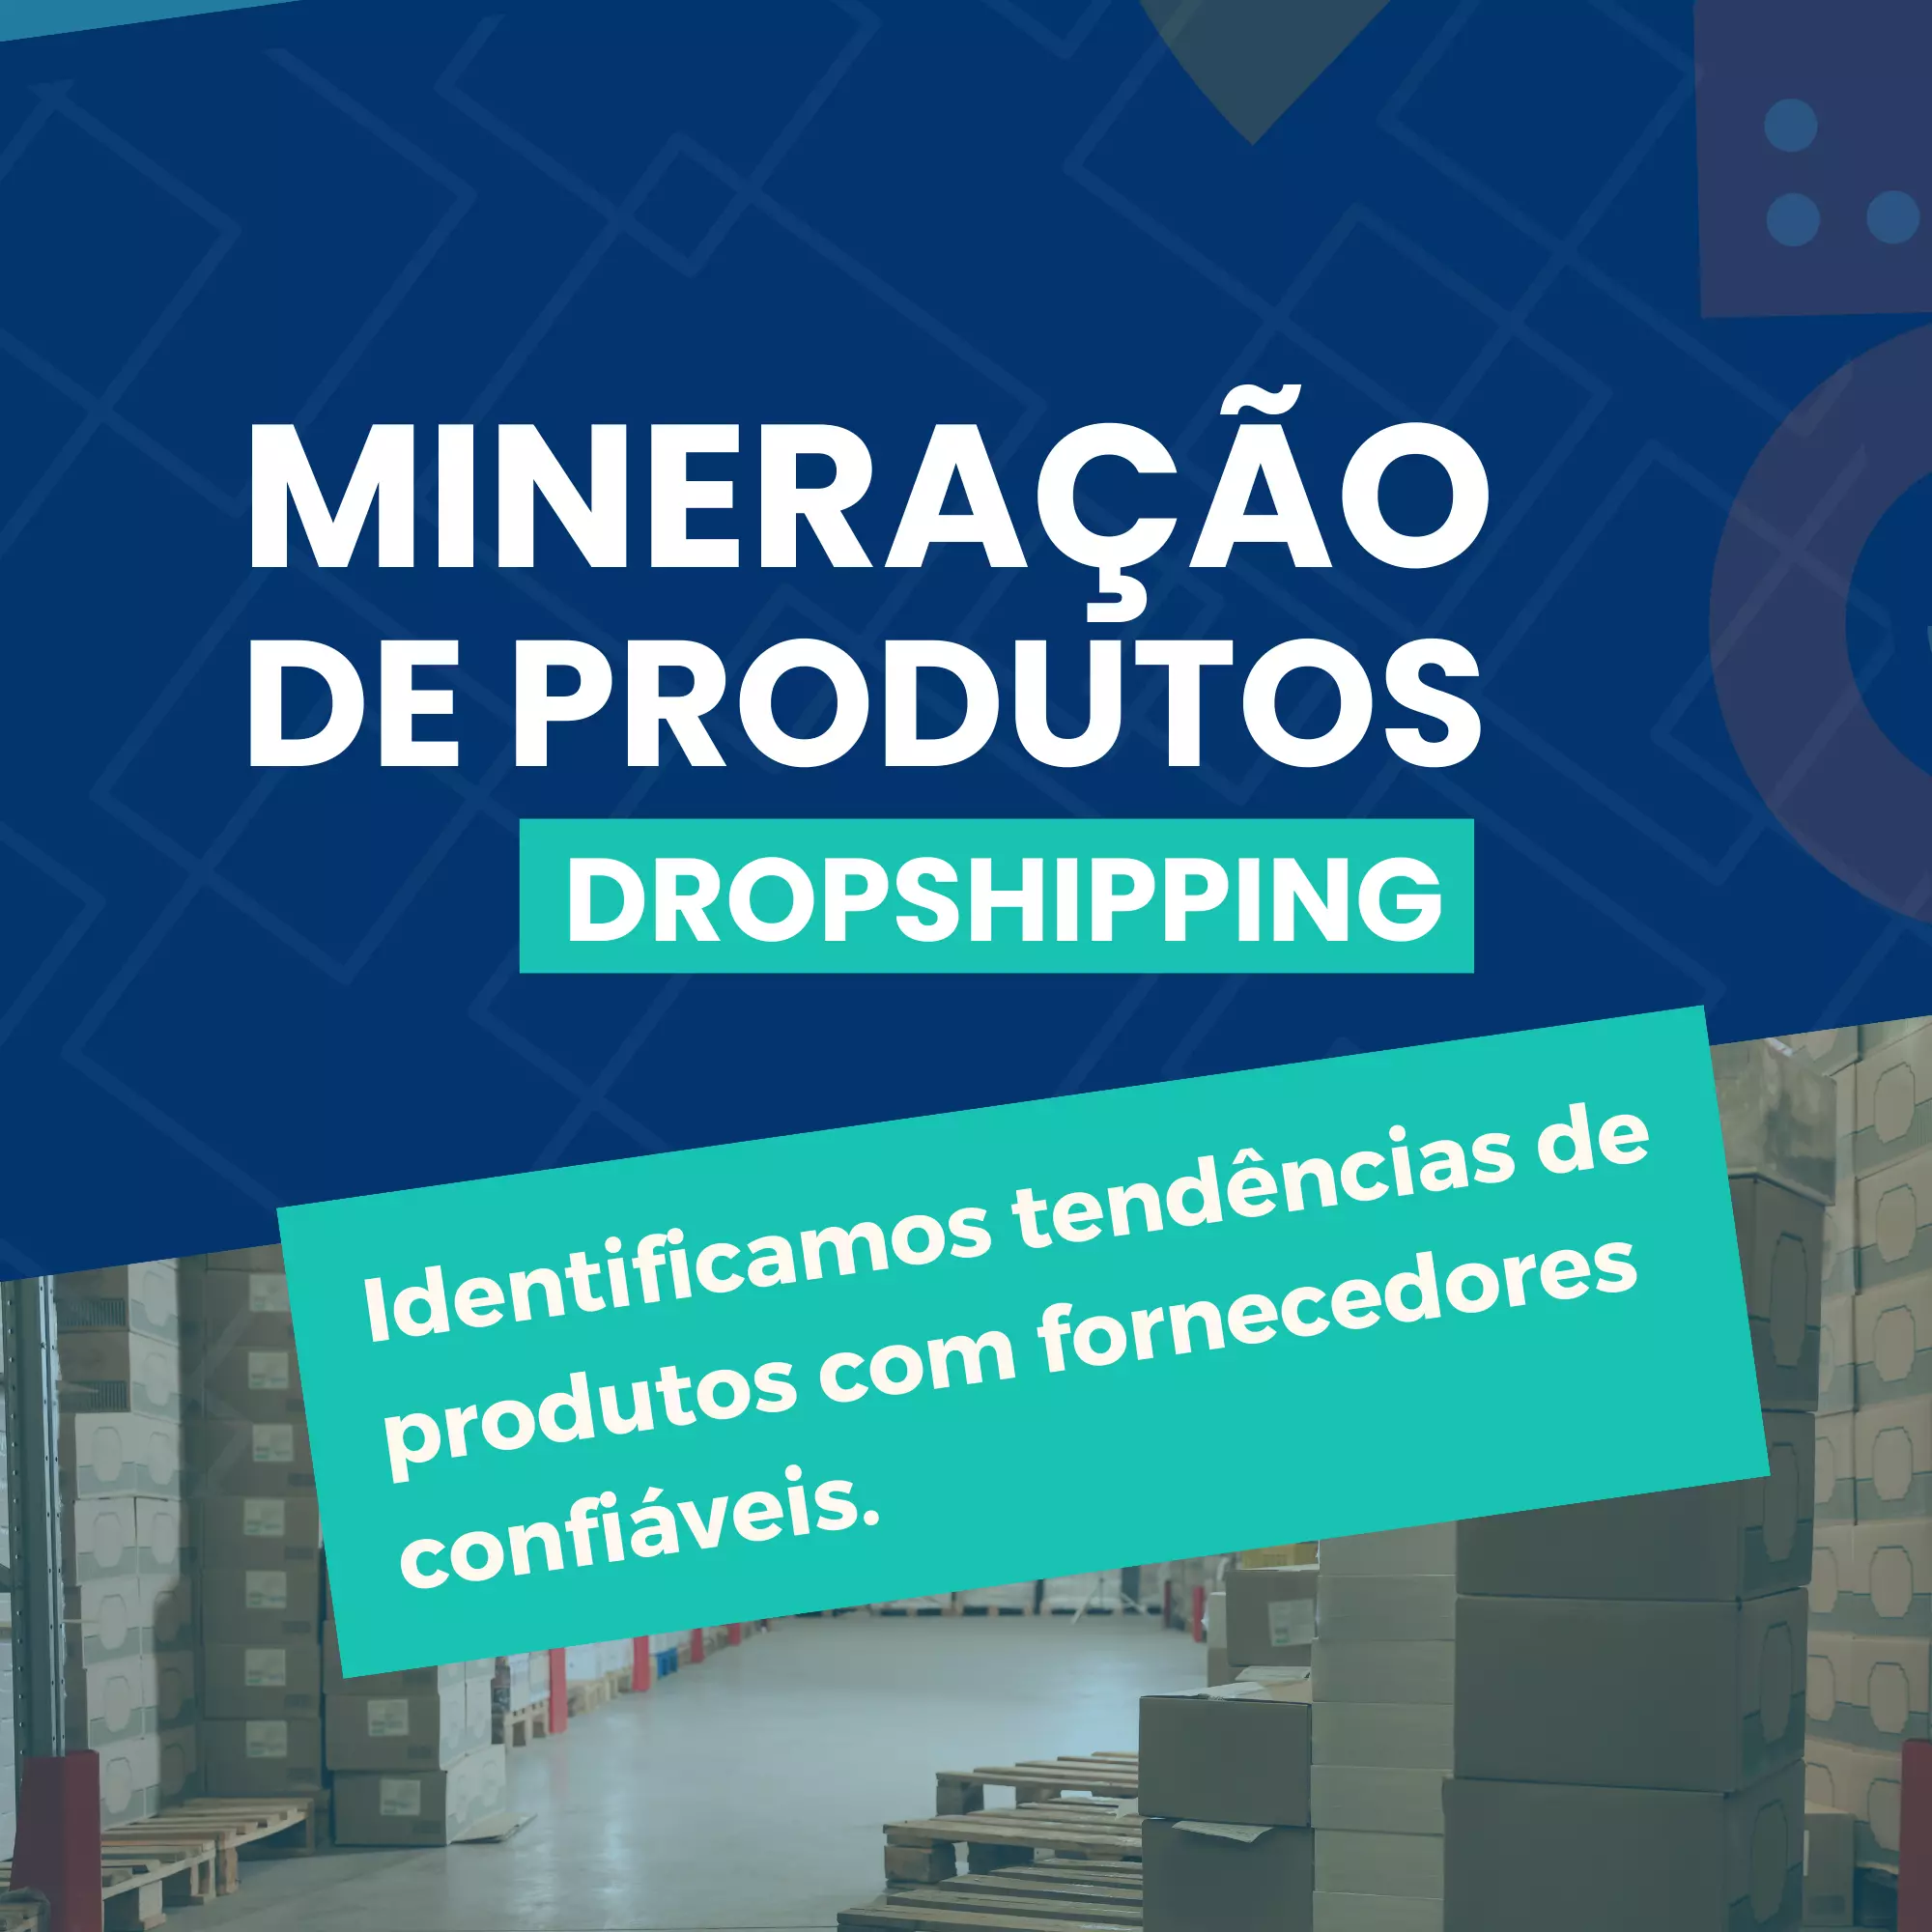 MINERAÇÃO
DE PRODUTOS
DROPSHIPPING
Identificamos tendências de
produtos com fornecedores
confiáveis.